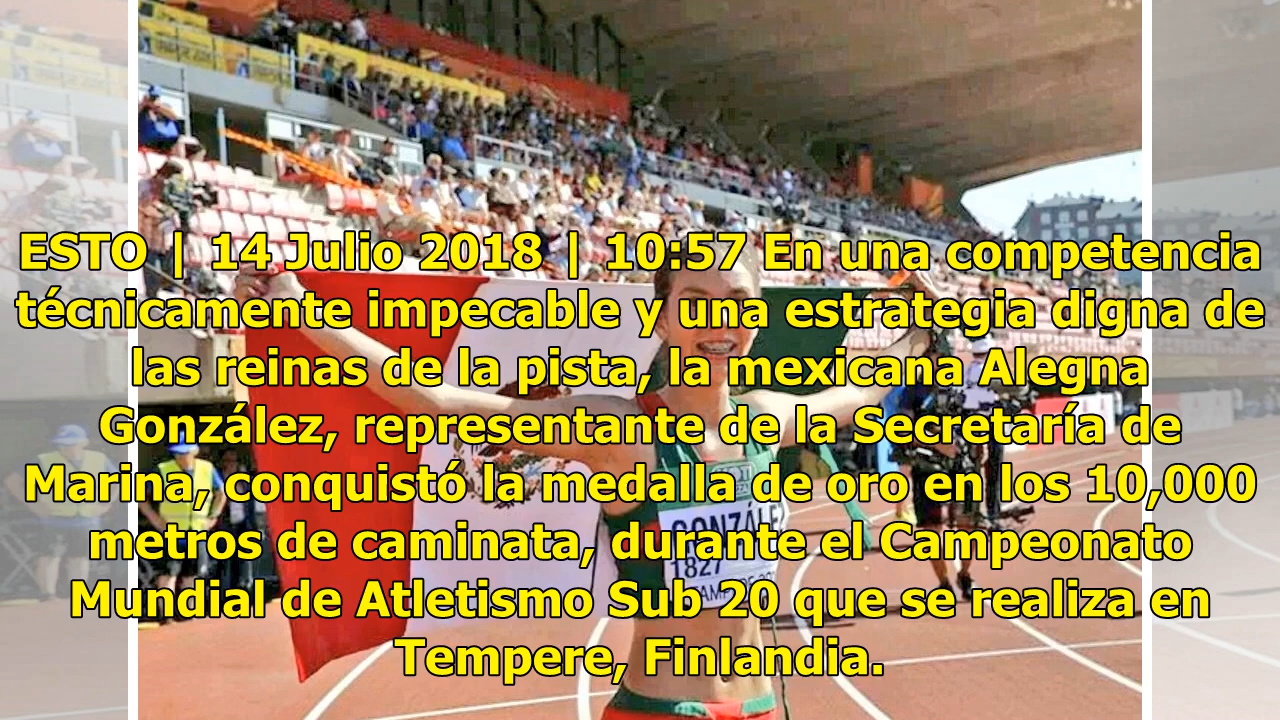 ESTO | 14 Julio 2018 | 10:57 En una competencia
técnicamente impecable y una estrategia digna de
las reinas de la pista, la mexicana Alegna
González, representante de la Secretaría de
Marina, conquistó la medalla de oro en los 10,000
metros de caminata, durante el Campeonato
Mundial de Atletismo Sub 20 que se realiza en
Tempere, Finlandia.
GONZÁLEZ
1827